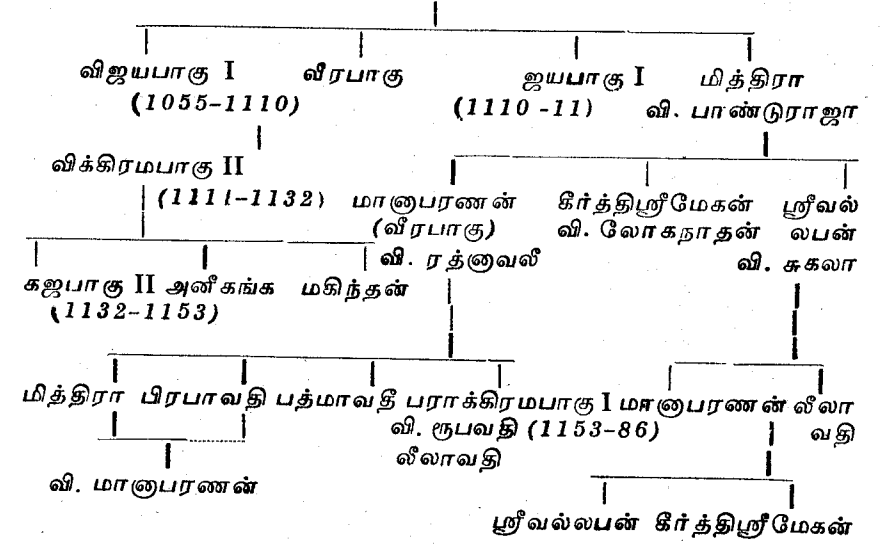 விஜயபாகு I வீரபாகு ஜயபாகு I மித்திரா
(1055-1110) (1110-11) வி. பாண்டுராஜா
விக்கிரமபாகு II
(1111-1132) மானாபரணன் கீர்த்திஸ்ரீமேகன் ஸ்ரீவல்
(வீரபாகு) வி. லோகநாதன் லபன்
வி. ரத்னாவலீ வி. சுகலா
கஜபாகு II அனீகங்க மகிந்தன்
(1132-1153)
மித்திரா பிரபாவதி பத்மாவதீ பராக்கிரமபாகு I மானாபரணன் லீலா
வி. ரூபவதி (1153-86) வதி
லீலாவதி
வி. மானாபரணன்
ஸ்ரீவல்லபன் கீர்த்திஸ்ரீமேகன்